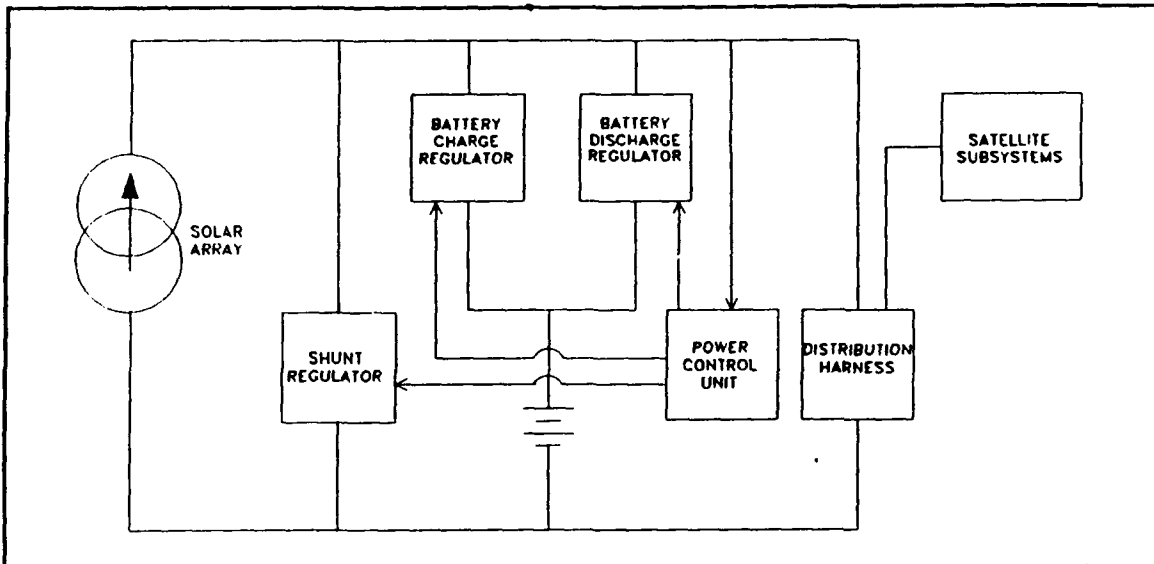 BATTERY
CHARGE
REGULATOR
BATTERY
DISCHARGE
REGULATOR
SATELLITE
SUBSYSTEMS
SOLAR
ARRAY
SHUNT
REGULATOR
POWER
CONTROL
UNIT
DISTRIBUTION
HARNESS